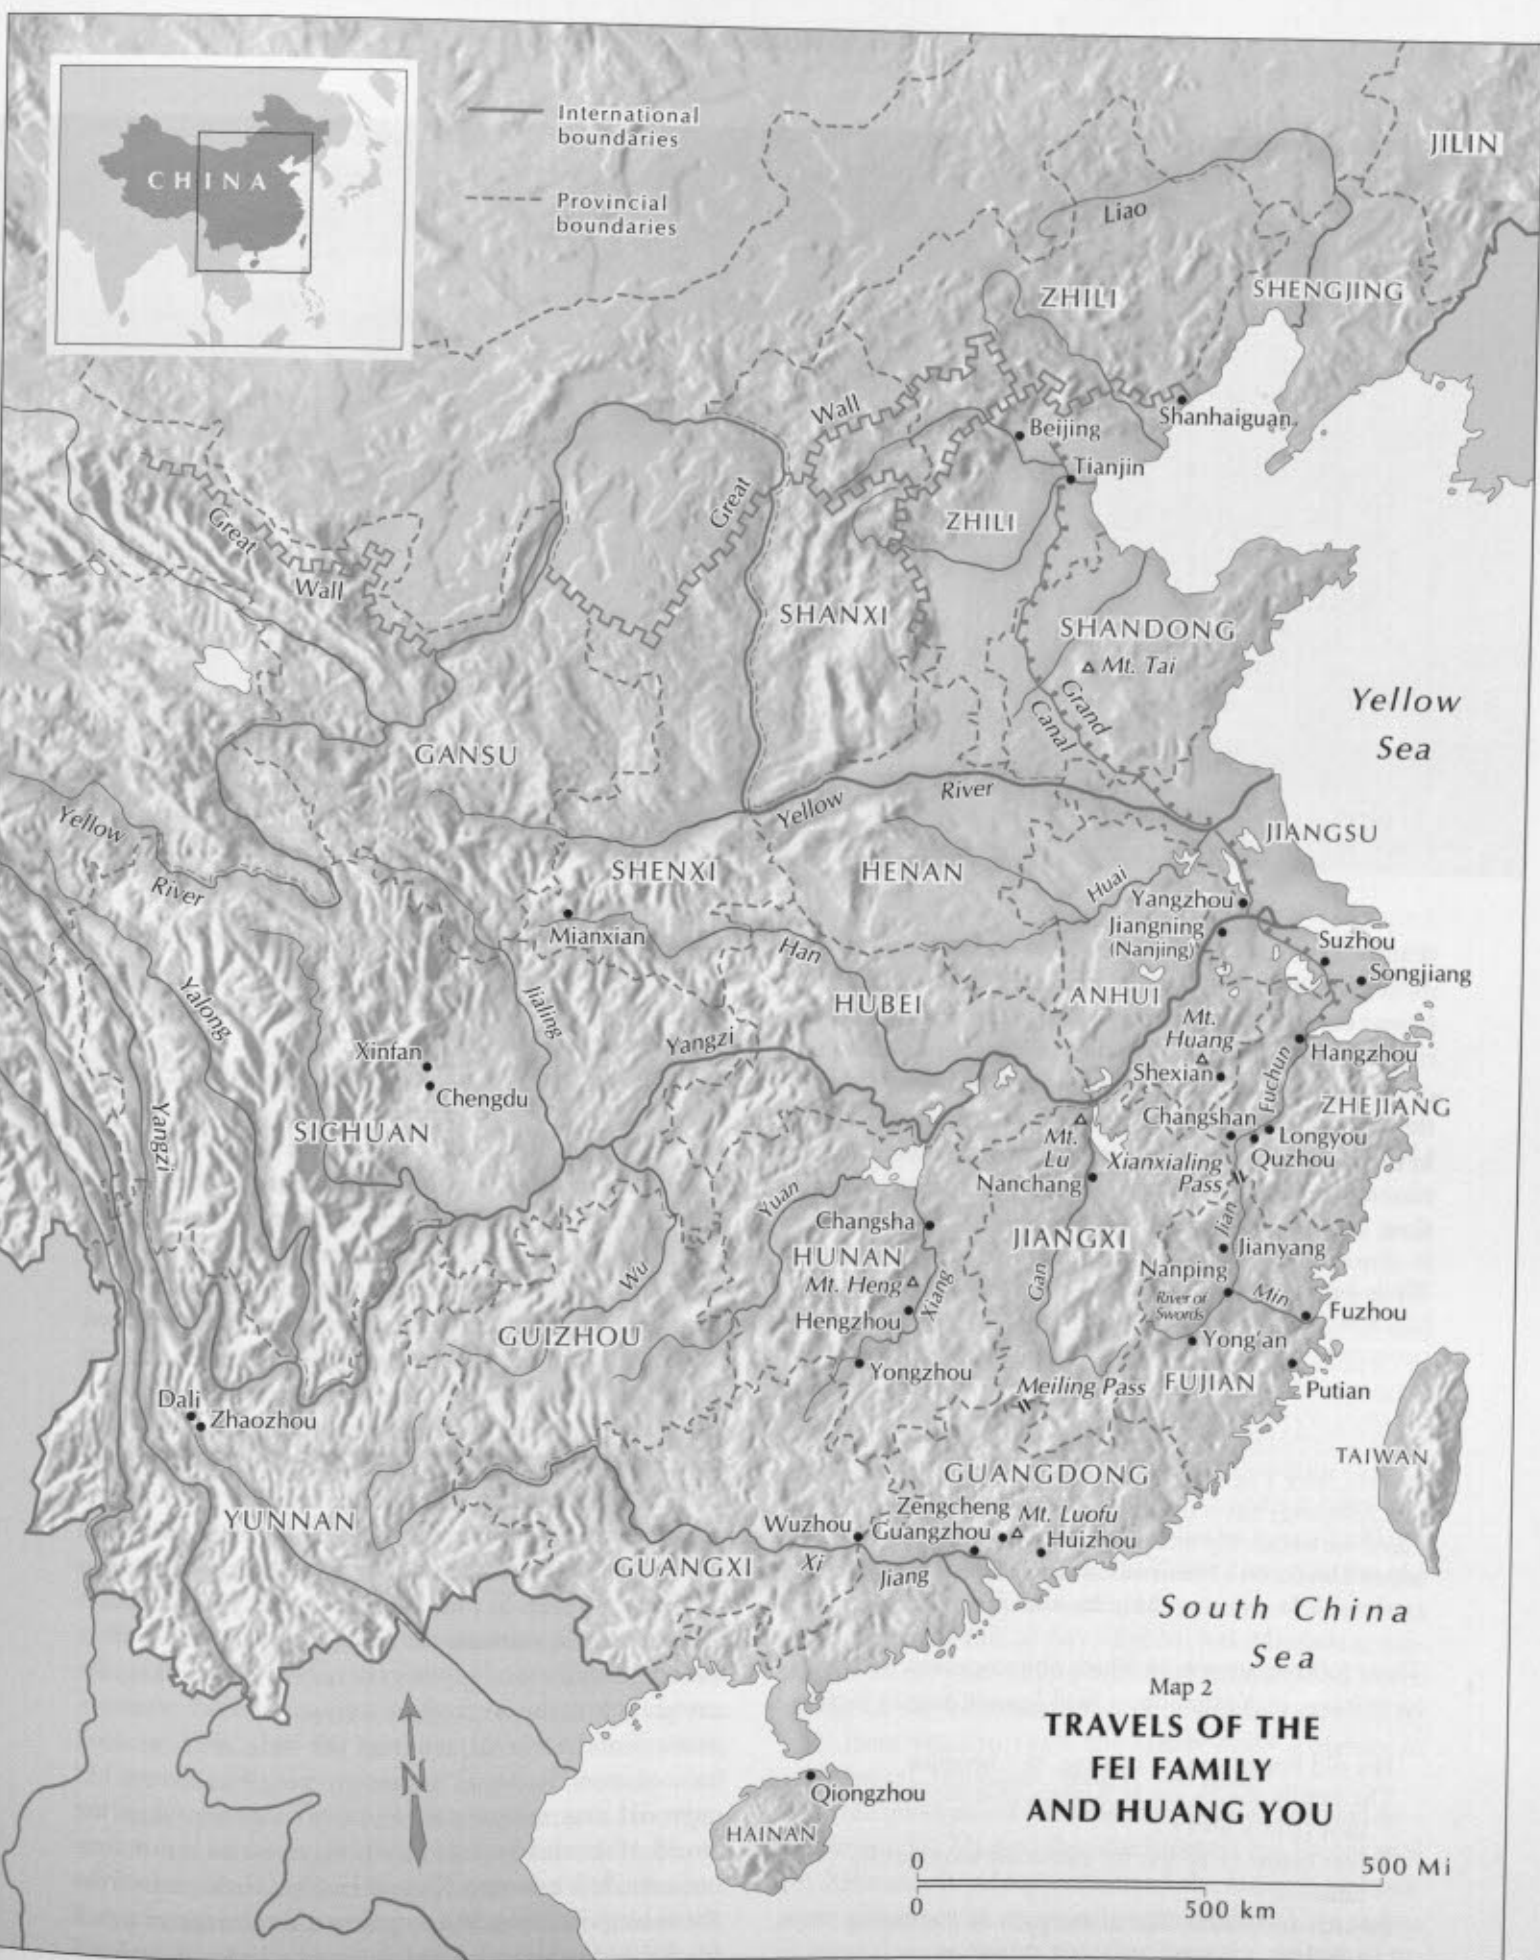 CHINA
International
boundaries
Provincial
boundaries
JILIN
Liao
ZHILI
SHENGJING
Wall
Shanhaiguan
Beijing
Tianjin
Great
ZHILI
Great
Wall
SHANXI
SHANDONG
Mt. Tai
Grand
Canal
Yellow
Sea
GANSU
Yellow
River
Yellow
River
JIANGSU
SHENXI
HENAN
Huai
Yangzhou
Jiangning
(Nanjing)
Mianxian
Han
Suzhou
Songjiang
Yalong
Jialing
HUBEI
ANHUI
Mt.
Huang
Yangzi
Xinfan
Chengdu
Shexian
Fuchun
Hangzhou
Yangzi
SICHUAN
ZHEJIANG
Changshan
Longyou
Quzhou
Mt.
Lu
Xianxialing
Pass
Nanchang
Yuan
Changsha
HUNAN
Mt. Heng
Xiang
Hengzhou
JIANGXI
Gan
Jian
Jianyang
Nanping
River of
Swords
Min
Fuzhou
Wu
GUIZHOU
Yong'an
Yongzhou
Meiling Pass
FUJIAN
Putian
Dali
Zhaozhou
TAIWAN
GUANGDONG
YUNNAN
Zengcheng
Mt. Luofu
Wuzhou
Guangzhou
Huizhou
GUANGXI
Xi
Jiang
South China
Sea
Map 2
TRAVELS OF THE
FEI FAMILY
AND HUANG YOU
N
Qiongzhou
HAINAN
0
500 Mi
0
500 km